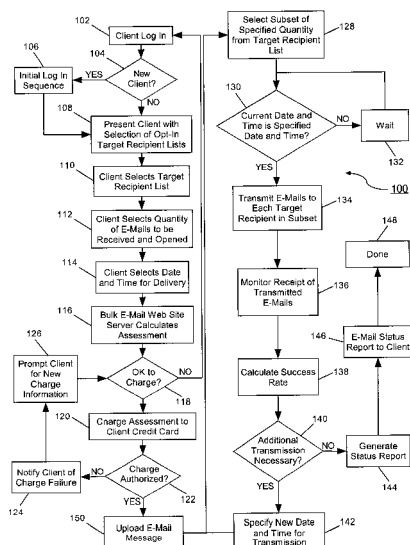 102
Client Log In
104
New
Client?
YES
NO
106
Initial Log In
Sequence
108
Present Client with
Selection of Opt-In
Target Recipient Lists
110
Client Selects Target
Recipient List
112
Client Selects Quantity
of E-Mails to be
Received and Opened
114
Client Selects Date
and Time for Delivery
116
Bulk E-Mail Web Site
Server Calculates
Assessment
126
Prompt Client
for New
Charge
Information
OK to
Charge?
NO
118
YES
120
Charge Assessment to
Client Credit Card
Charge
Authorized?
NO
122
YES
Notify Client of
Charge Failure
124
150
Upload E-Mail
Message
Select Subset of
Specified Quantity
from Target Recipient
List
128
130
Current Date and
Time is Specified
Date and Time?
NO
Wait
132
YES
100
Transmit E-Mails to
Each Target
Recipient in Subset
134
Monitor Receipt of
Transmitted
E-Mails
136
Calculate Success
Rate
138
140
Additional
Transmission
Necessary?
NO
YES
Generate
Status Report
144
146
E-Mail Status
Report to Client
148
Done
Specify New Date
and Time for
Transmission
142